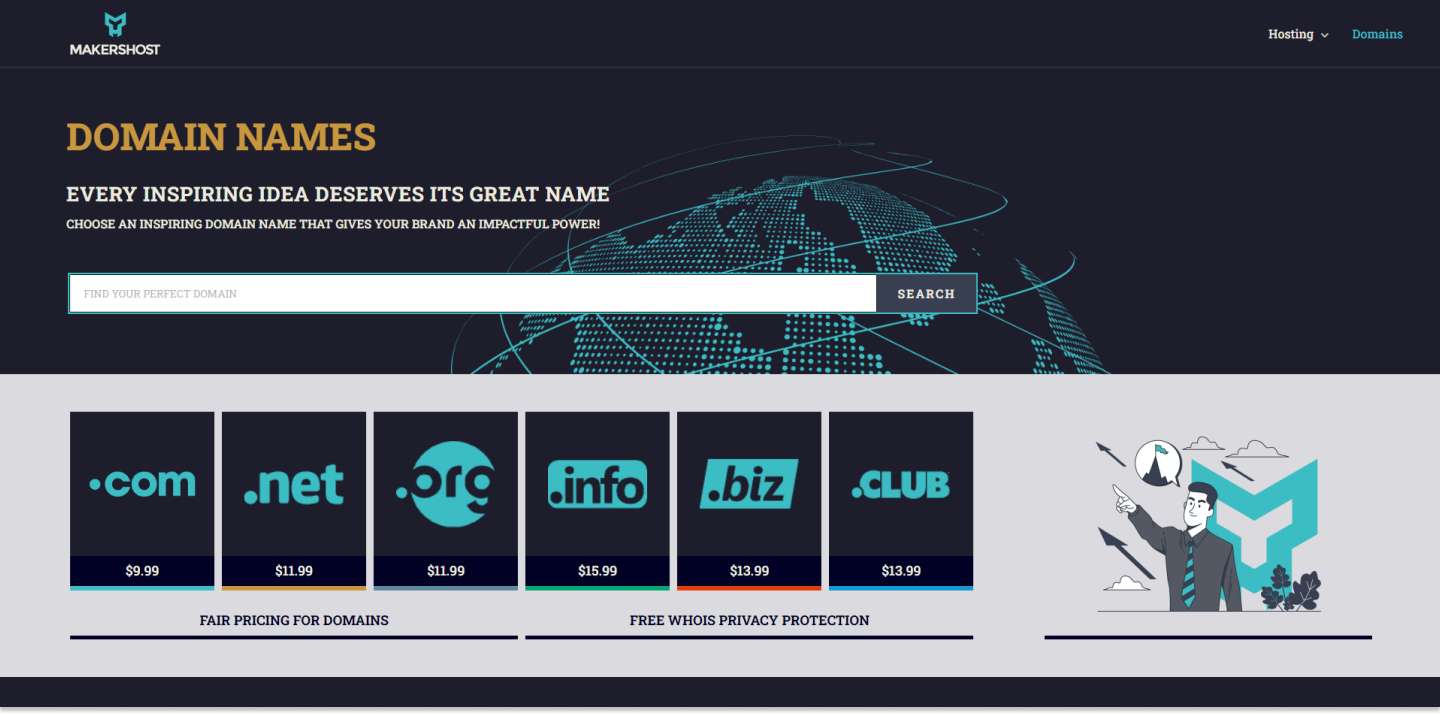 MAKERSHOST
Hosting
Domains
DOMAIN NAMES
EVERY INSPIRING IDEA DESERVES ITS GREAT NAME
CHOOSE AN INSPIRING DOMAIN NAME THAT GIVES YOUR BRAND AN IMPACTFUL POWER!
FIND YOUR PERFECT DOMAIN
SEARCH
.com
.net
.org
.info
.biz
.CLUB
$9.99
$11.99
$11.99
$15.99
$13.99
$13.99
FAIR PRICING FOR DOMAINS
FREE WHOIS PRIVACY PROTECTION